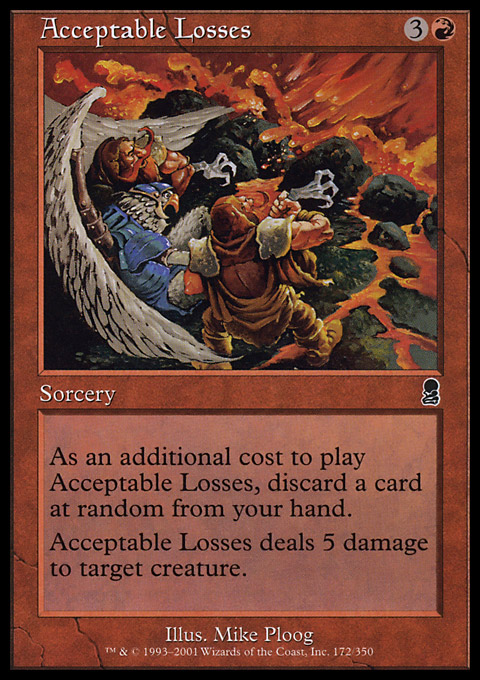 Acceptable Losses 3
Sorcery
As an additional cost to play
Acceptable Losses, discard a card
at random from your hand.
Acceptable Losses deals 5 damage
to target creature.
Illus. Mike Ploog
™ & © 1993–2001 Wizards of the Coast, Inc. 172/350